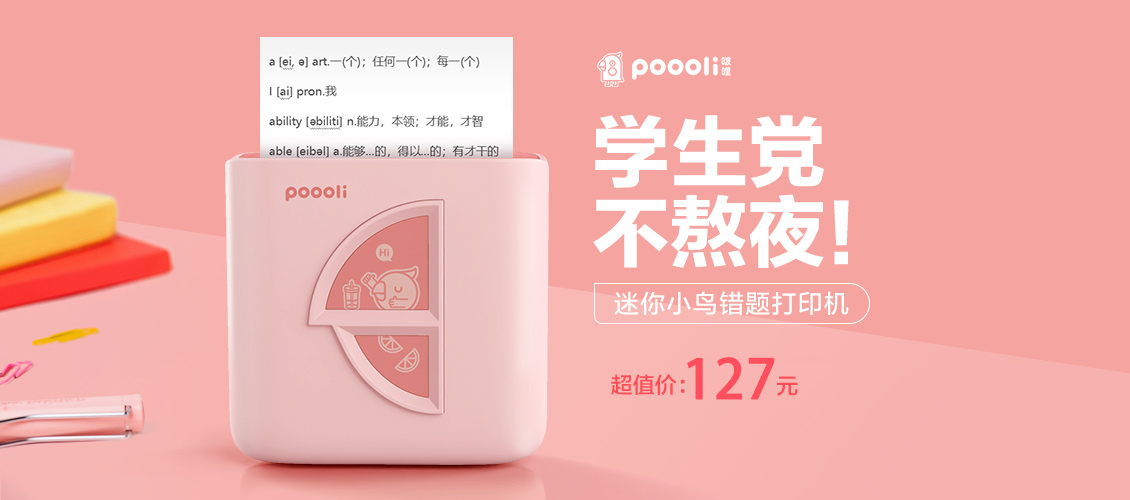 a [ei, ə] art.一(个)；任何一(个)；每一(个)
I [ai] pron.我
ability [əbiliti] n.能力，本领；才能，才智
able [eibəl] a.能够...的，得以...的；有才干的
poooli
Hi
poooli 啵哩
学生党
不熬夜!
迷你小鸟错题打印机
超值价:127元